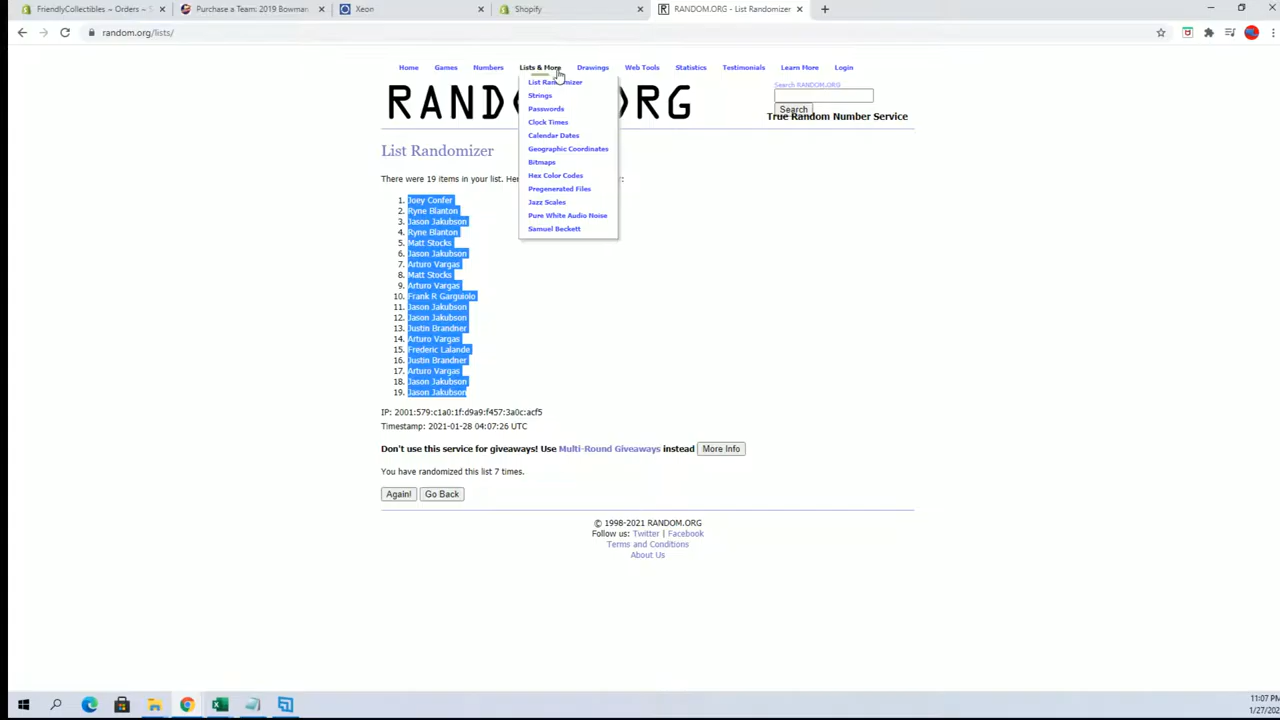 FriendlyCollectibles ~ Orders ~ S
Purchase a Team: 2019 Bowman
Xeon
Shopify
RANDOM.ORG - List Randomizer
random.org/lists/
Home Games Numbers Lists & More Drawings Web Tools Statistics Testimonials Learn More Login
List Randomizer
Strings
Passwords
Clock Times
Calendar Dates
Geographic Coordinates
Bitmaps
Hex Color Codes
Pregenerated Files
Jazz Scales
Pure White Audio Noise
Samuel Beckett
Search RANDOM.ORG
Search
True Random Number Service
List Randomizer
There were 19 items in your list. Her
1. Joey Confer
2. Ryne Blanton
3. Jason Jakubson
4. Ryne Blanton
5. Matt Stocks
6. Jason Jakubson
7. Arturo Vargas
8. Matt Stocks
9. Arturo Vargas
10. Frank R Garguiolo
11. Jason Jakubson
12. Jason Jakubson
13. Justin Brandner
14. Arturo Vargas
15. Frederic Lalande
16. Justin Brandner
17. Arturo Vargas
18. Jason Jakubson
19. Jason Jakubson
IP: 2001:579:c1a0:1f:d9a9:f457:3a0c:acf5
Timestamp: 2021-01-28 04:07:26 UTC
Don't use this service for giveaways! Use Multi-Round Giveaways instead More Info
You have randomized this list 7 times.
Again! Go Back
© 1998-2021 RANDOM.ORG
Follow us: Twitter | Facebook
Terms and Conditions
About Us
11:07 PM
1/27/202